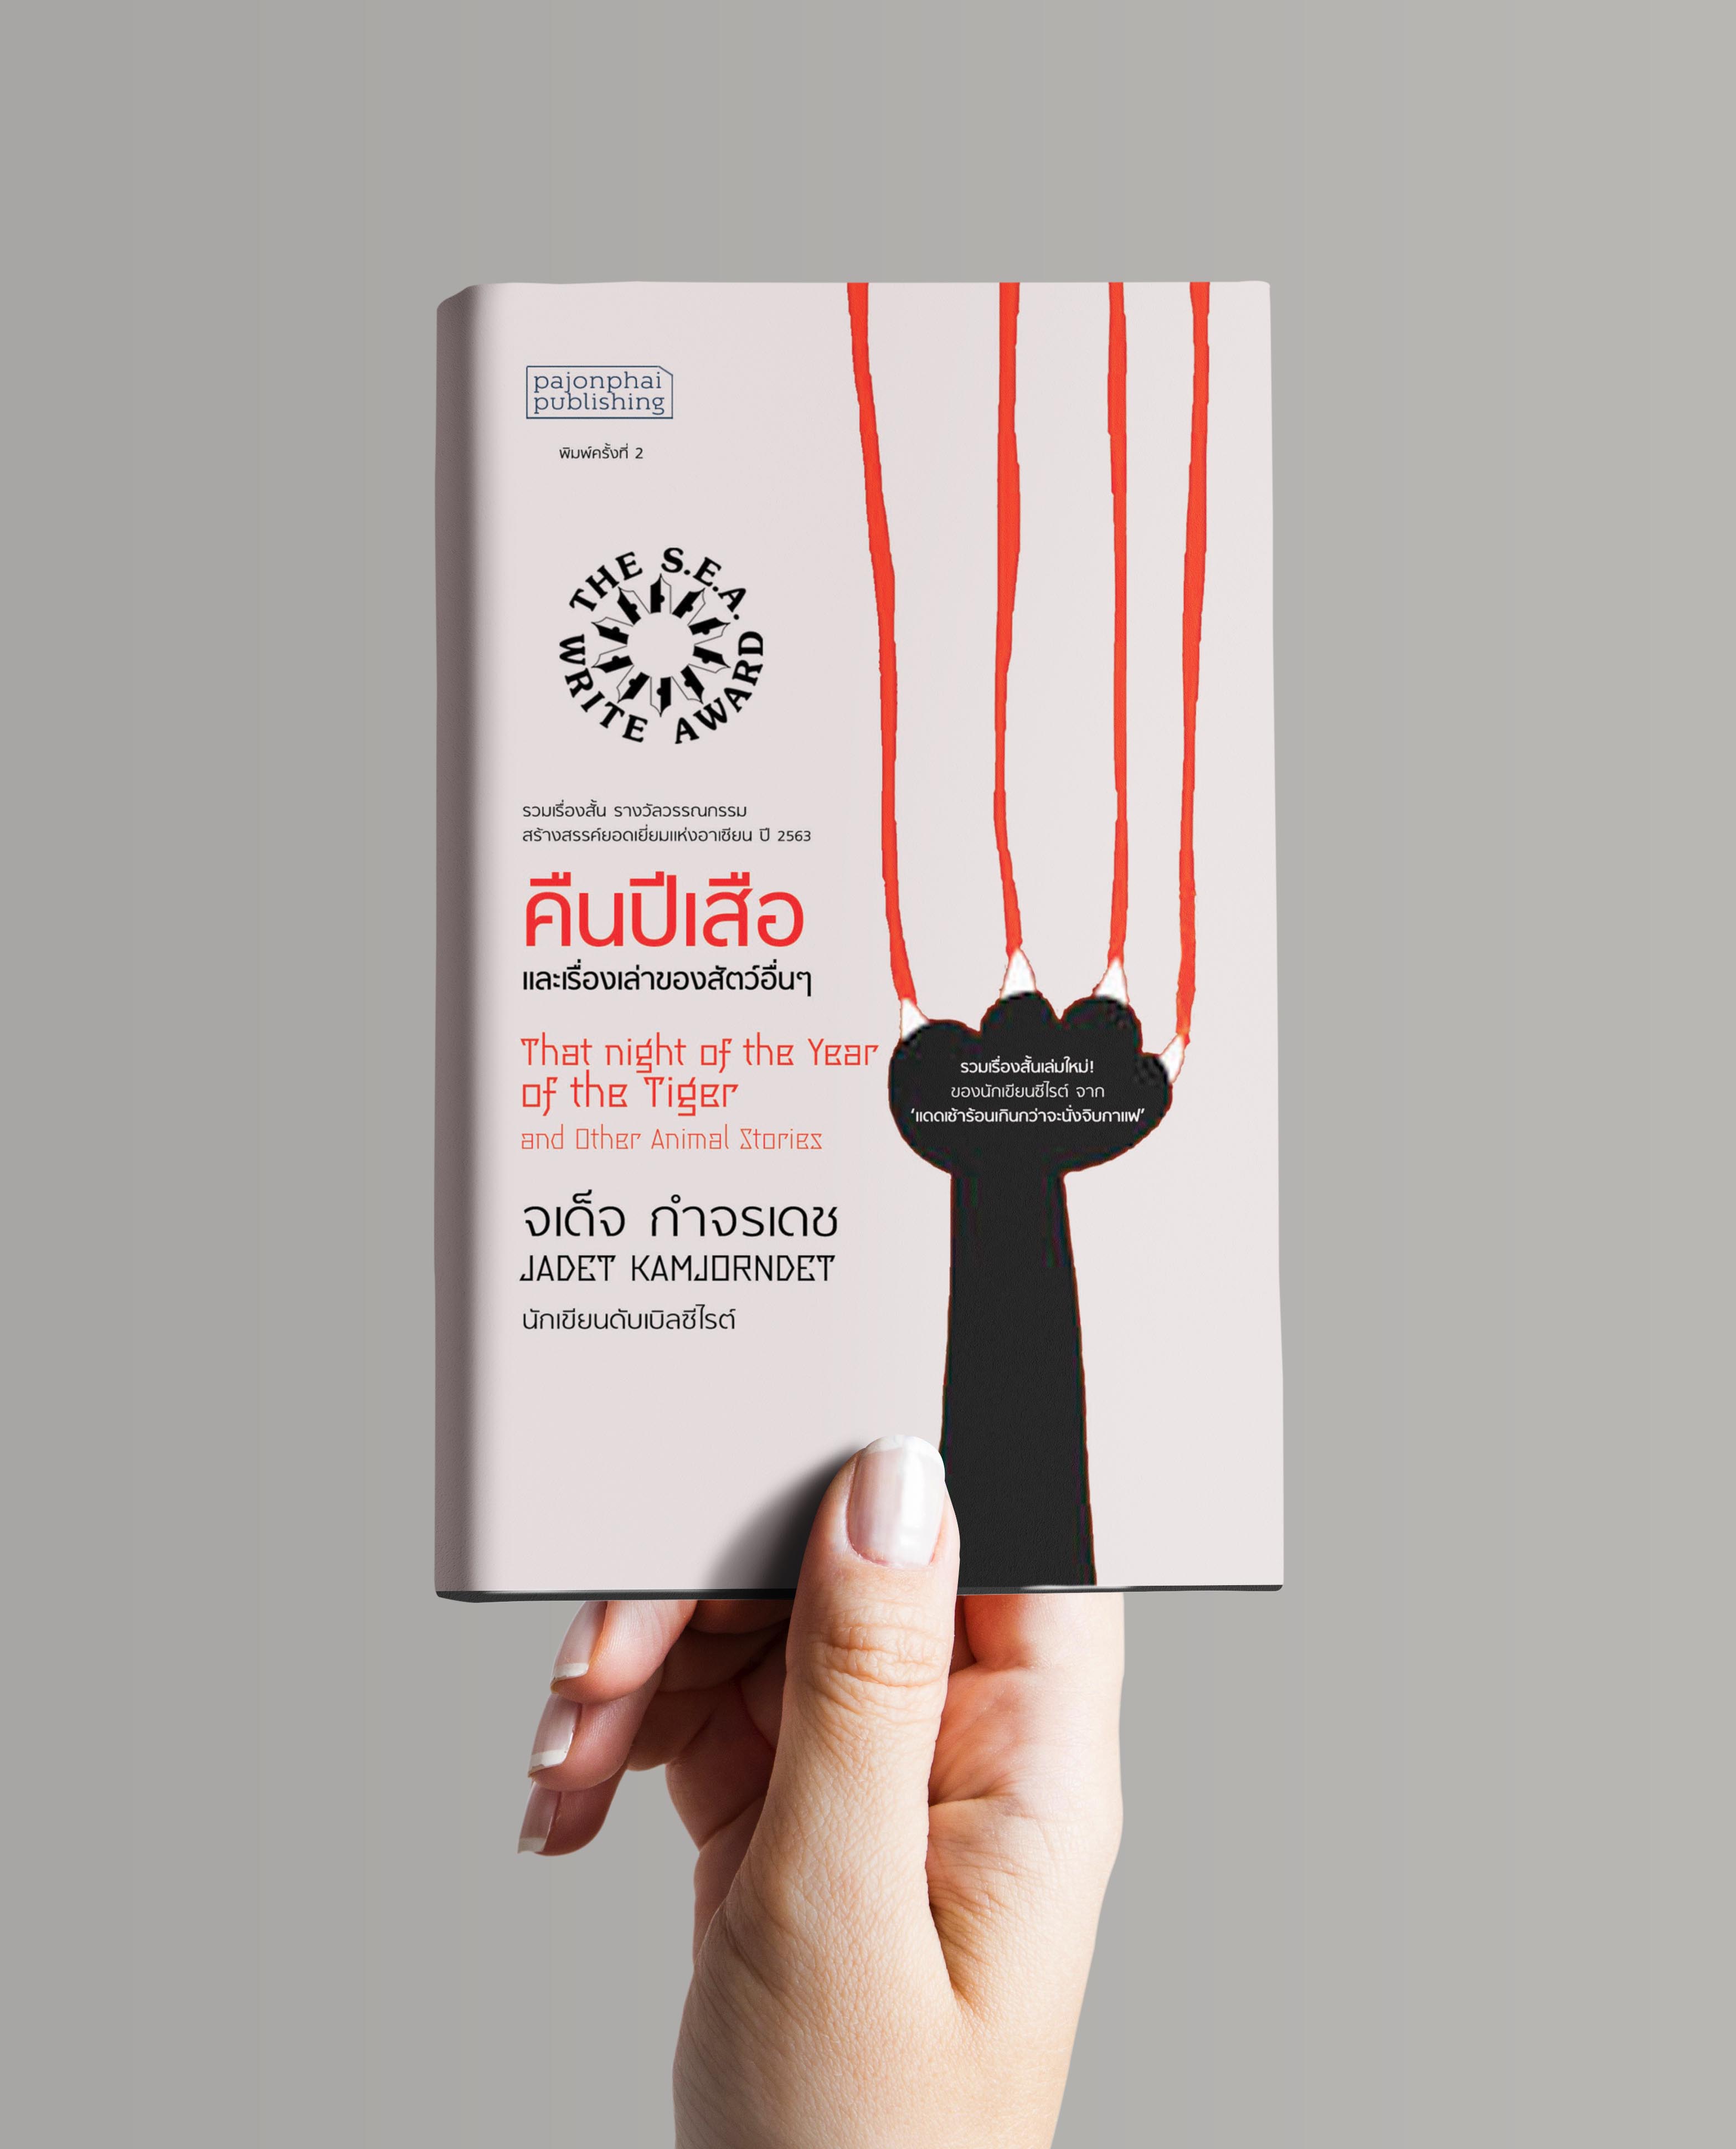 pajonphai
publishing
พิมพ์ครั้งที่ 2
THE S.E.A.
WRITE AWARD
รวมเรื่องสั้น รางวัลวรรณกรรม
สร้างสรรค์ยอดเยี่ยมแห่งอาเซียน ปี 2563
คืนปีเสือ
และเรื่องเล่าของสัตว์อื่นๆ
That night of the Year
of the Tiger
and Other Animal Stories
จเด็จ กำจรเดช
JADET KAMJORNDET
นักเขียนดับเบิลซีไรต์
รวมเรื่องสั้นเล่มใหม่!
ของนักเขียนซีไรต์ จาก
‘แดดเช้าร้อนเกินกว่าจะนั่งจิบกาแฟ’